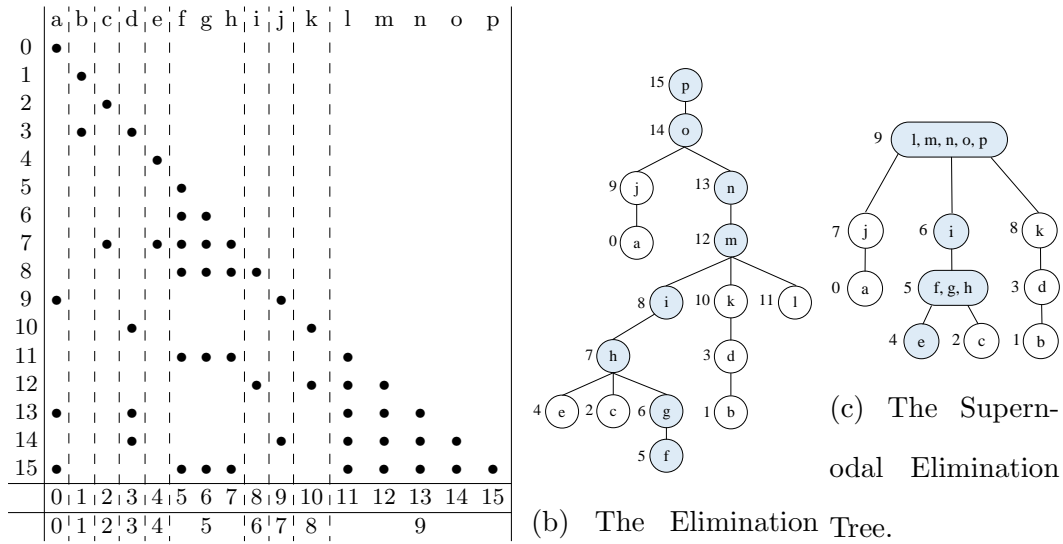 a b c d e f g h i j k l m n o p
0
1
2
3
4
5
6
7
8
9
10
11
12
13
14
15
0 1 2 3 4 5 6 7 8 9 10 11 12 13 14 15
0 1 2 3 4 5 6 7 8 9
15 p
14 o
9 j 13 n
0 a 12 m
8 i 10 k 11 l
7 h 3 d
4 e 2 c 6 g 1 b
5 f
(b) The Elimination
9 l, m, n, o, p
7 j 6 i 8 k
0 a 5 f, g, h 3 d
4 e 2 c 1 b
(c) The Supern-
odal Elimination
Tree.